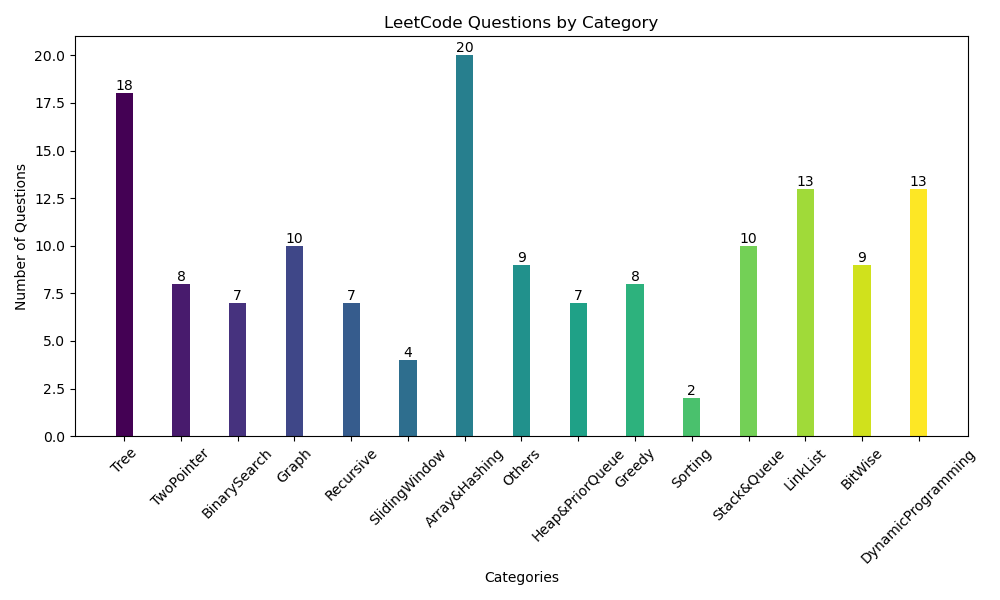 LeetCode Questions by Category
Number of Questions
20.0
17.5
15.0
12.5
10.0
7.5
5.0
2.5
0.0
18
8
7
10
7
4
20
9
7
8
2
10
13
9
13
Tree
TwoPointer
BinarySearch
Graph
Recursive
SlidingWindow
Array&Hashing
Others
Heap&PriorQueue
Greedy
Sorting
Stack&Queue
LinkList
BitWise
DynamicProgramming
Categories